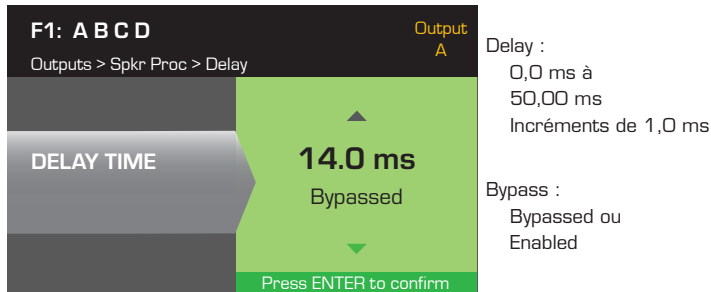 F1: A B C D
Output
A
Outputs > Spkr Proc > Delay
DELAY TIME
14.0 ms
Bypassed
Press ENTER to confirm
Delay :
0,0 ms à
50,00 ms
Incréments de 1,0 ms
Bypass :
Bypassed ou
Enabled